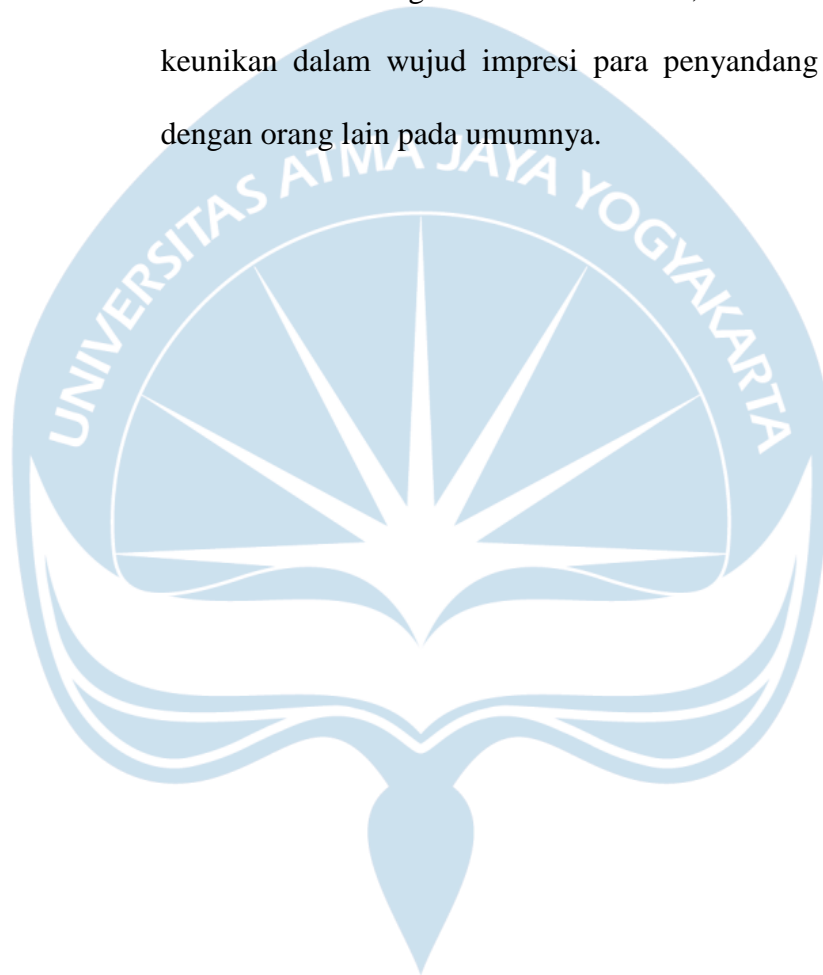 keunikan dalam wujud impresi para penyandang
dengan orang lain pada umumnya.
UNIVERSITAS ATMA JAYA YOGYAKARTA